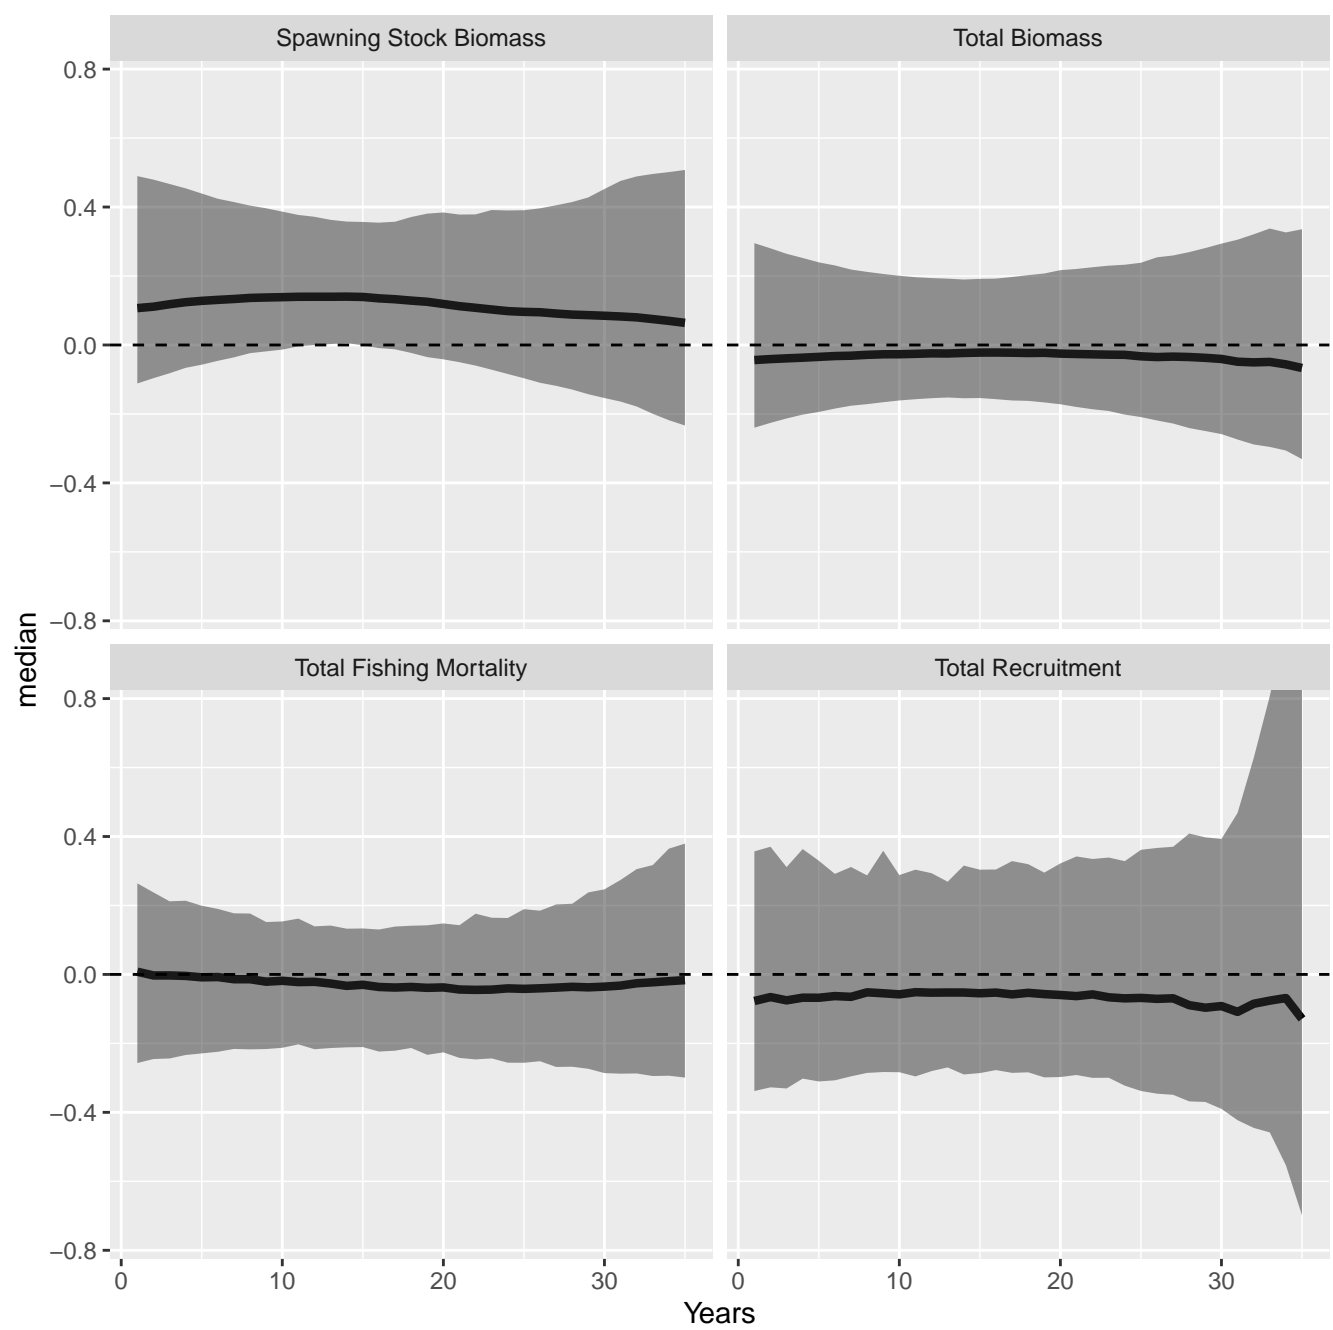 Spawning Stock Biomass
Total Biomass
0.8
0.4
0.0
−0.4
−0.8
median
Total Fishing Mortality
Total Recruitment
0.8
0.4
0.0
−0.4
−0.8
0 10 20 30 0 10 20 30
Years